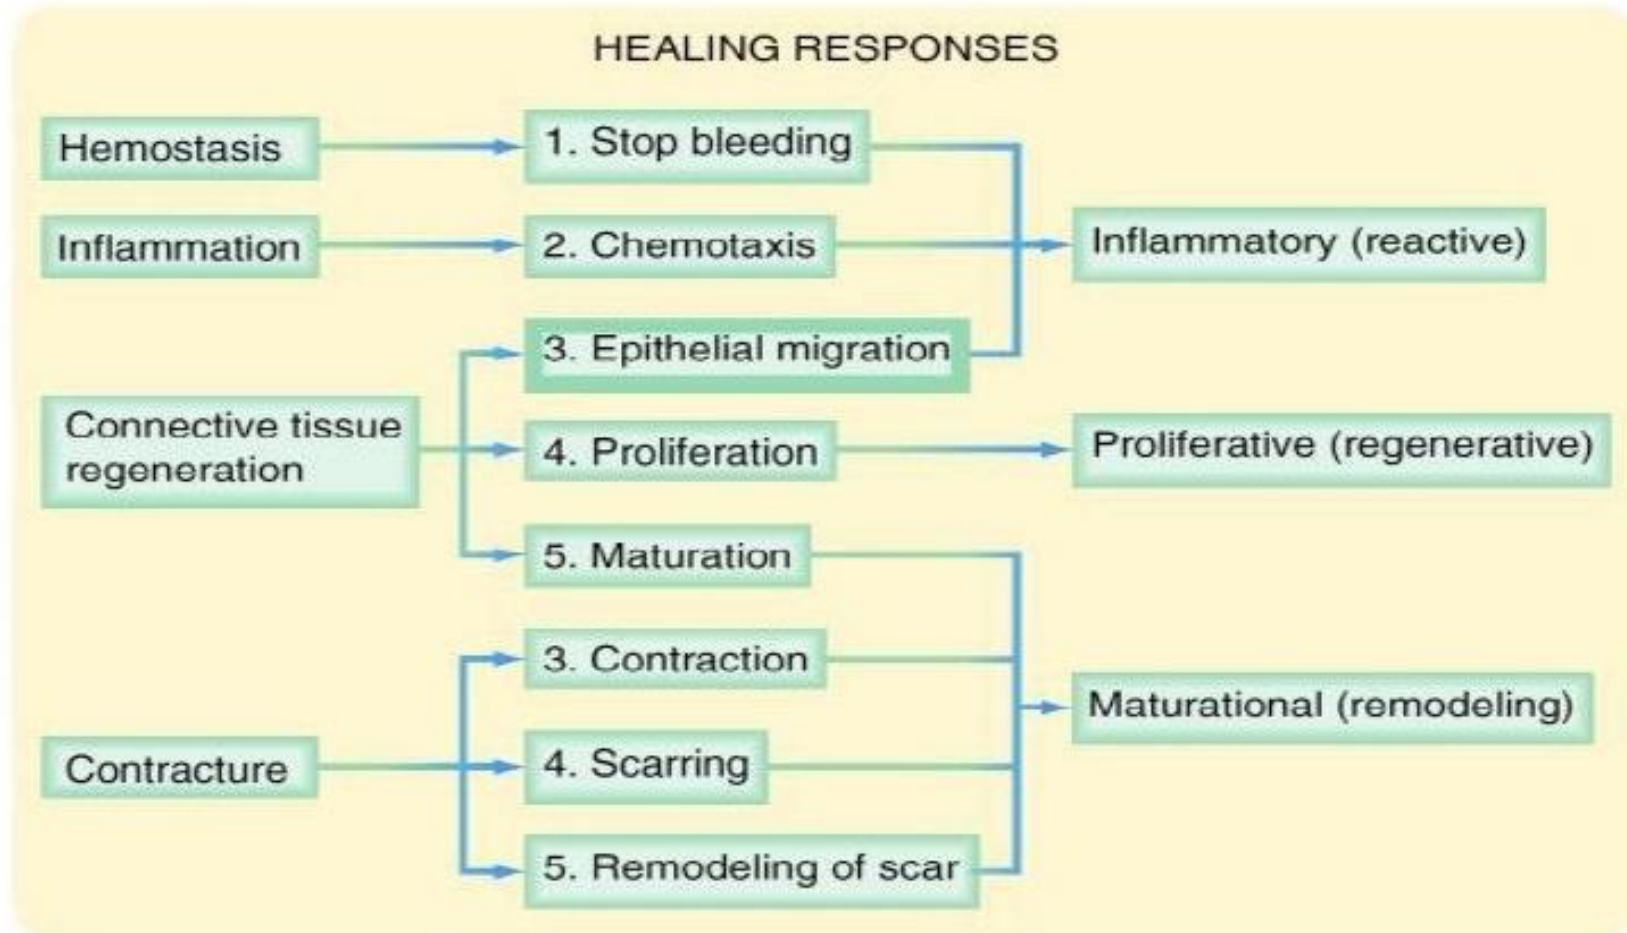 HEALING RESPONSES
Hemostasis
1. Stop bleeding
Inflammation
2. Chemotaxis
Inflammatory (reactive)
3. Epithelial migration
Connective tissue
regeneration
4. Proliferation
Proliferative (regenerative)
5. Maturation
3. Contraction
Maturational (remodeling)
Contracture
4. Scarring
5. Remodeling of scar